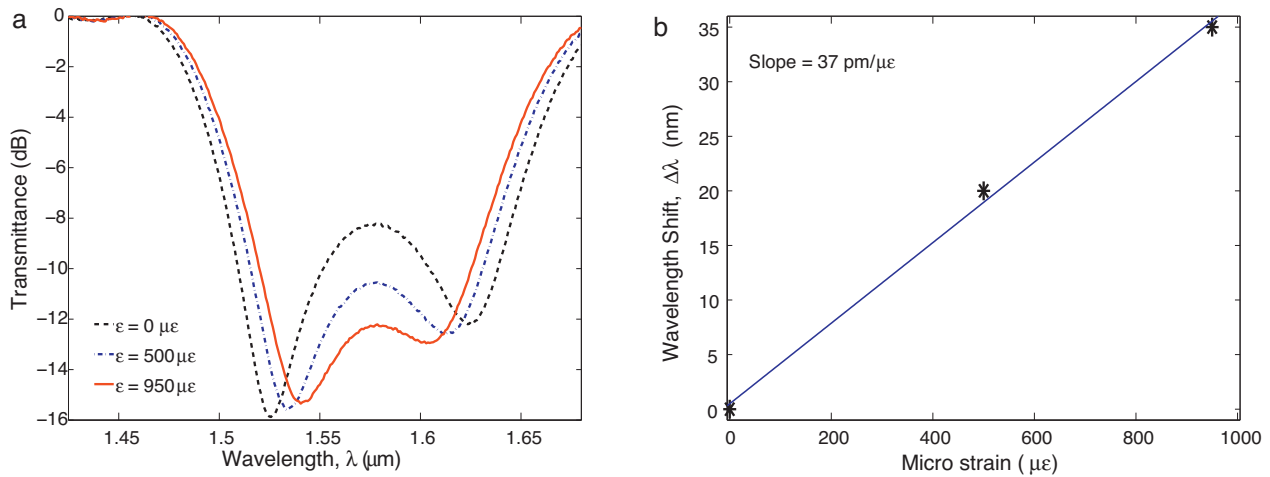 a
0
−2
−4
−6
−8
−10
−12
−14
−16
Transmittance (dB)
ε = 0 με
ε = 500 με
ε = 950 με
1.45
1.5
1.55
1.6
1.65
Wavelength, λ (μm)
b
35
30
25
20
15
10
5
0
Wavelength Shift, Δλ (nm)
Slope = 37 pm/με
0
200
400
600
800
1000
Micro strain ( με)